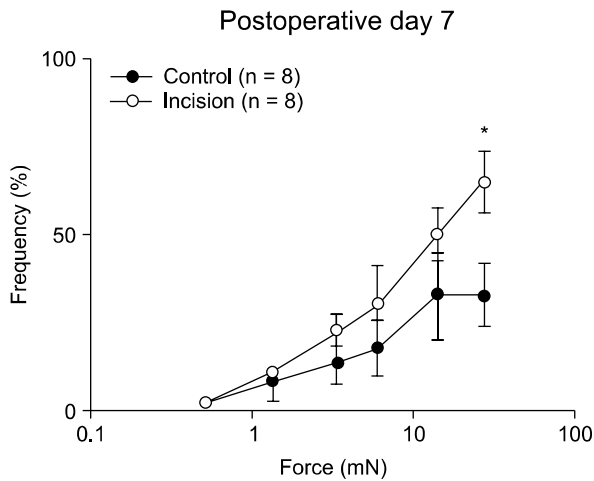 Postoperative day 7
100
Control (n = 8)
Incision (n = 8)
*
Frequency (%)
50
0
0.1
1
10
100
Force (mN)